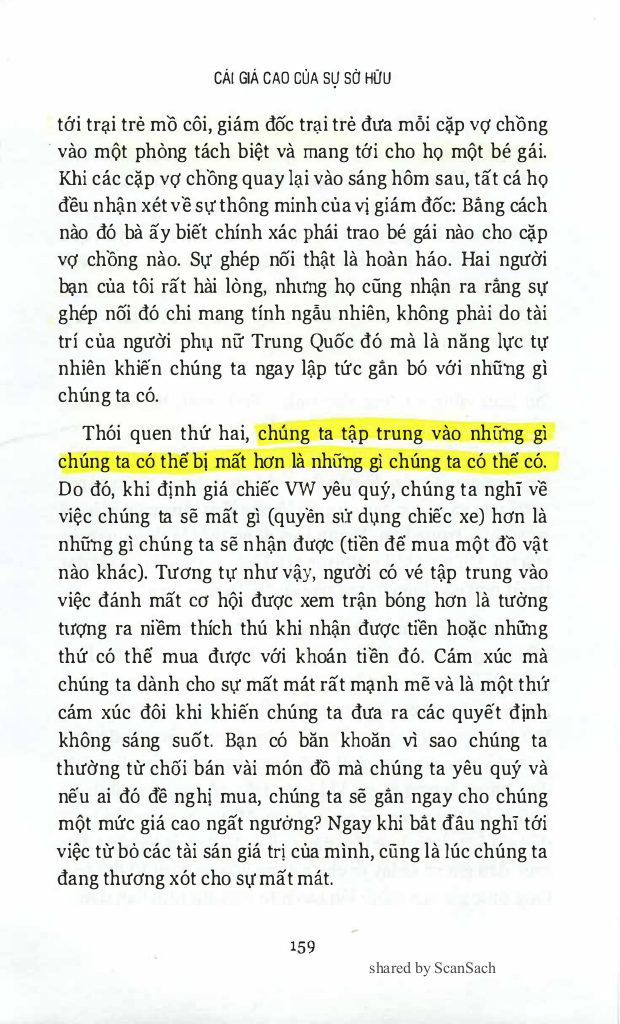 CÁI GIÁ CAO CỦA SỰ SỞ HỮU
tới trại trẻ mồ côi, giám đốc trại trẻ đưa mỗi cặp vợ chồng
vào một phòng tách biệt và mang tới cho họ một bé gái.
Khi các cặp vợ chồng quay lại vào sáng hôm sau, tất cả họ
đều nhận xét về sự thông minh của vị giám đốc: Bằng cách
nào đó bà ấy biết chính xác phải trao bé gái nào cho cặp
vợ chồng nào. Sự ghép nối thật là hoàn hảo. Hai người
bạn của tôi rất hài lòng, nhưng họ cũng nhận ra rằng sự
ghép nối đó chỉ mang tính ngẫu nhiên, không phải do tài
trí của người phụ nữ Trung Quốc đó mà là năng lực tự
nhiên khiến chúng ta ngay lập tức gắn bó với những gì
chúng ta có.
Thói quen thứ hai, chúng ta tập trung vào những gì
chúng ta có thể bị mất hơn là những gì chúng ta có thể có.
Do đó, khi định giá chiếc VW yêu quý, chúng ta nghĩ về
việc chúng ta sẽ mất gì (quyền sử dụng chiếc xe) hơn là
những gì chúng ta sẽ nhận được (tiền để mua một đồ vật
nào khác). Tương tự như vậy, người có vé tập trung vào
việc đánh mất cơ hội được xem trận bóng hơn là tưởng
tượng ra niềm thích thú khi nhận được tiền hoặc những
thứ có thể mua được với khoản tiền đó. Cảm xúc mà
chúng ta dành cho sự mất mát rất mạnh mẽ và là một thứ
cảm xúc đôi khi khiến chúng ta đưa ra các quyết định
không sáng suốt. Bạn có băn khoăn vì sao chúng ta
thường từ chối bán vài món đồ mà chúng ta yêu quý và
nếu ai đó đề nghị mua, chúng ta sẽ gắn ngay cho chúng
một mức giá cao ngất ngưởng? Ngay khi bắt đầu nghĩ tới
việc từ bỏ các tài sản giá trị của mình, cũng là lúc chúng ta
đang thương xót cho sự mất mát.
159
shared by ScanSach